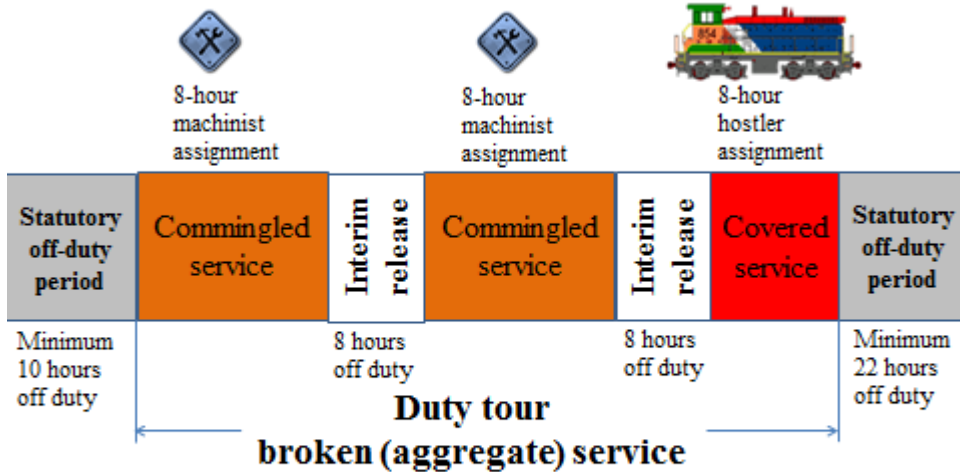 854
8-hour
machinist
assignment
8-hour
machinist
assignment
8-hour
hostler
assignment
Statutory
off-duty
period
Commingled
service
Interim
release
Commingled
service
Interim
release
Covered
service
Statutory
off-duty
period
Minimum
10 hours
off duty
8 hours
off duty
8 hours
off duty
Minimum
22 hours
off duty
Duty tour
broken (aggregate) service